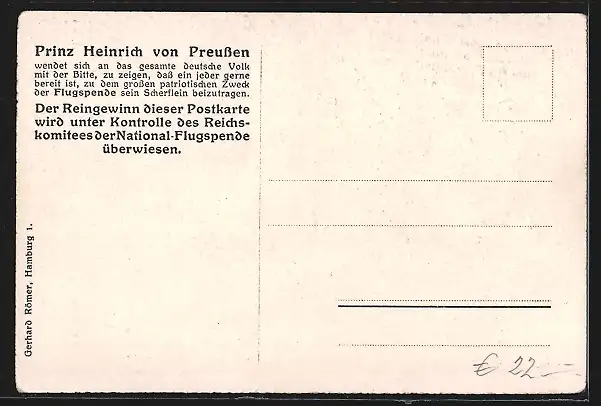 Prinz Heinrich von Preußen
wendet sich an das gesamte deutsche Volk
mit der Bitte, zu zeigen, daß ein jeder gerne
bereit ist, zu dem großen patriotischen Zweck
der Flugspende sein Scherflein beizutragen.
Der Reingewinn dieser Postkarte
wird unter Kontrolle des Reichs-
komitees der National-Flugspende
überwiesen.
Gerhard Römer, Hamburg 1.
€ 22,—